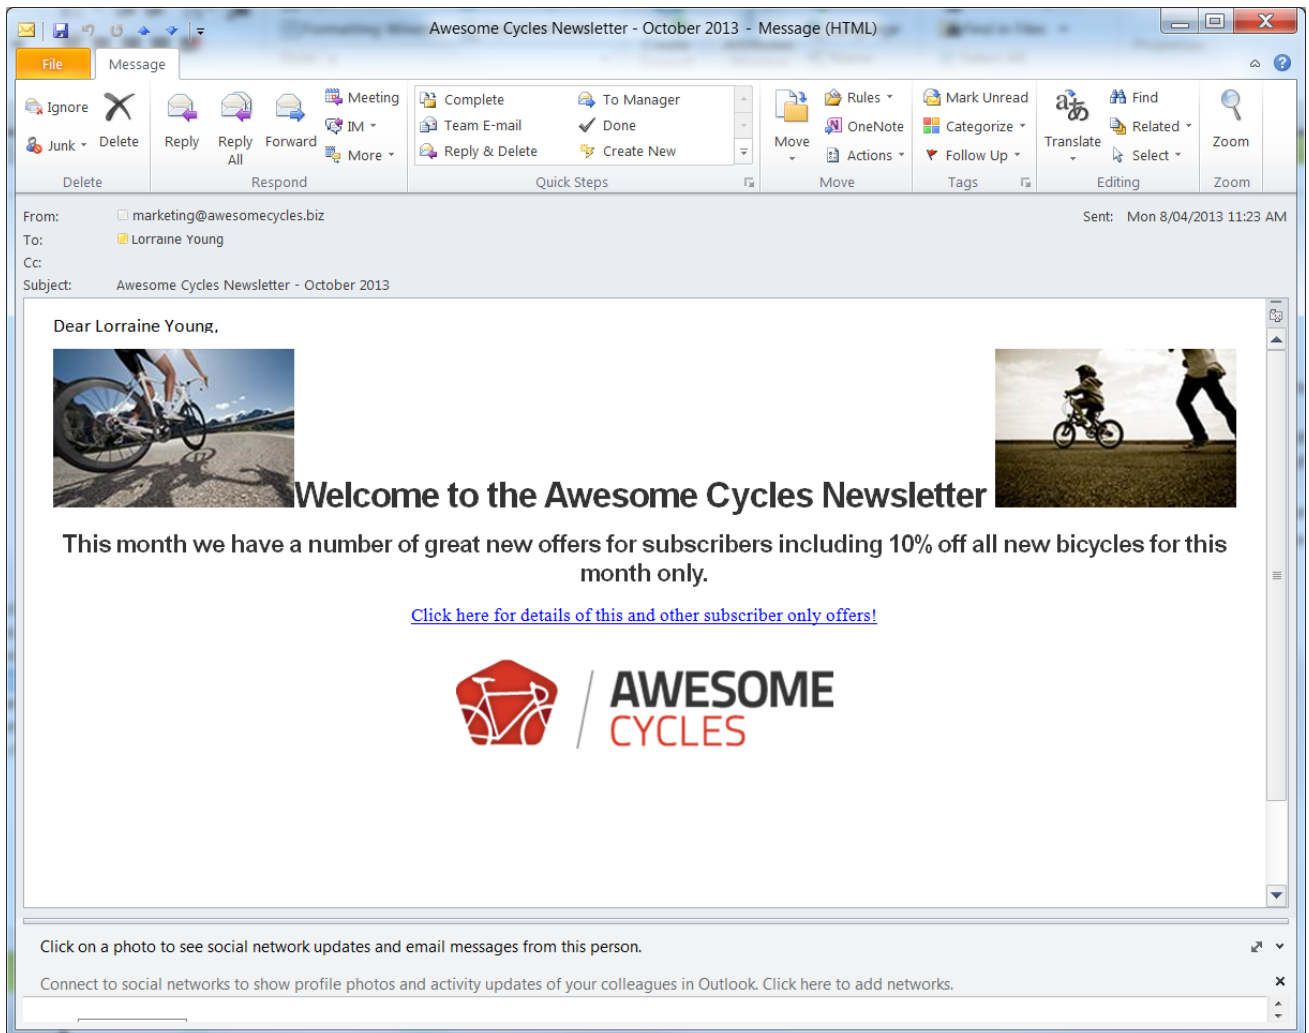 Awesome Cycles Newsletter - October 2013 - Message (HTML)
File Message
Ignore
Junk
Delete
Reply
Reply All
Forward
Meeting
IM
More
Complete
Team E-mail
Reply & Delete
To Manager
Done
Create New
Move
Rules
OneNote
Actions
Mark Unread
Categorize
Follow Up
Translate
Find
Related
Select
Zoom
Delete Respond Quick Steps Move Tags Editing Zoom
From: marketing@awesomecycles.biz Sent: Mon 8/04/2013 11:23 AM
To: Lorraine Young
Cc:
Subject: Awesome Cycles Newsletter - October 2013
Dear Lorraine Young,
Welcome to the Awesome Cycles Newsletter
This month we have a number of great new offers for subscribers including 10% off all new bicycles for this
month only.
Click here for details of this and other subscriber only offers!
AWESOME
CYCLES
Click on a photo to see social network updates and email messages from this person.
Connect to social networks to show profile photos and activity updates of your colleagues in Outlook. Click here to add networks.